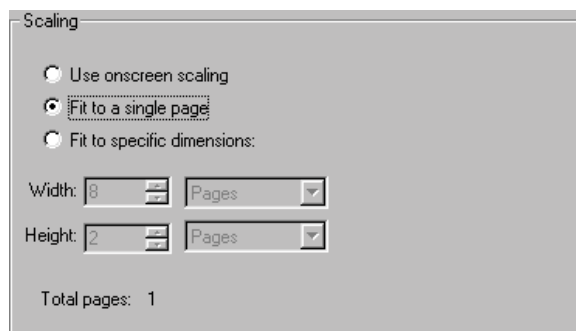 Scaling
Use onscreen scaling
Fit to a single page
Fit to specific dimensions:
Width: 8 Pages
Height: 2 Pages
Total pages: 1